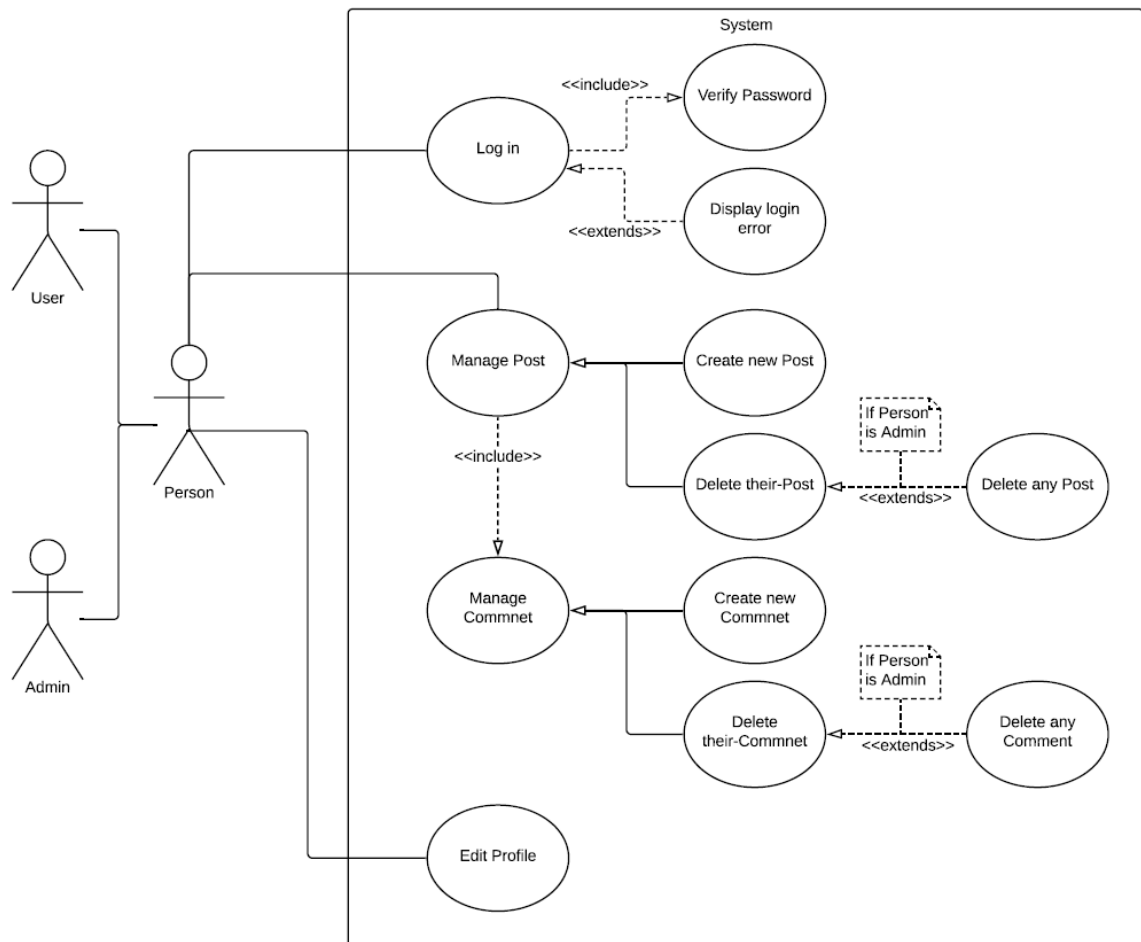 System
<<include>>
Verify Password
Log in
Display login
error
<<extends>>
User
Manage Post
Create new Post
If Person
is Admin
<<include>>
Person
Delete their-Post
<<extends>>
Delete any Post
Manage
Commnet
Create new
Commnet
If Person
is Admin
Admin
Delete
their-Commnet
<<extends>>
Delete any
Comment
Edit Profile